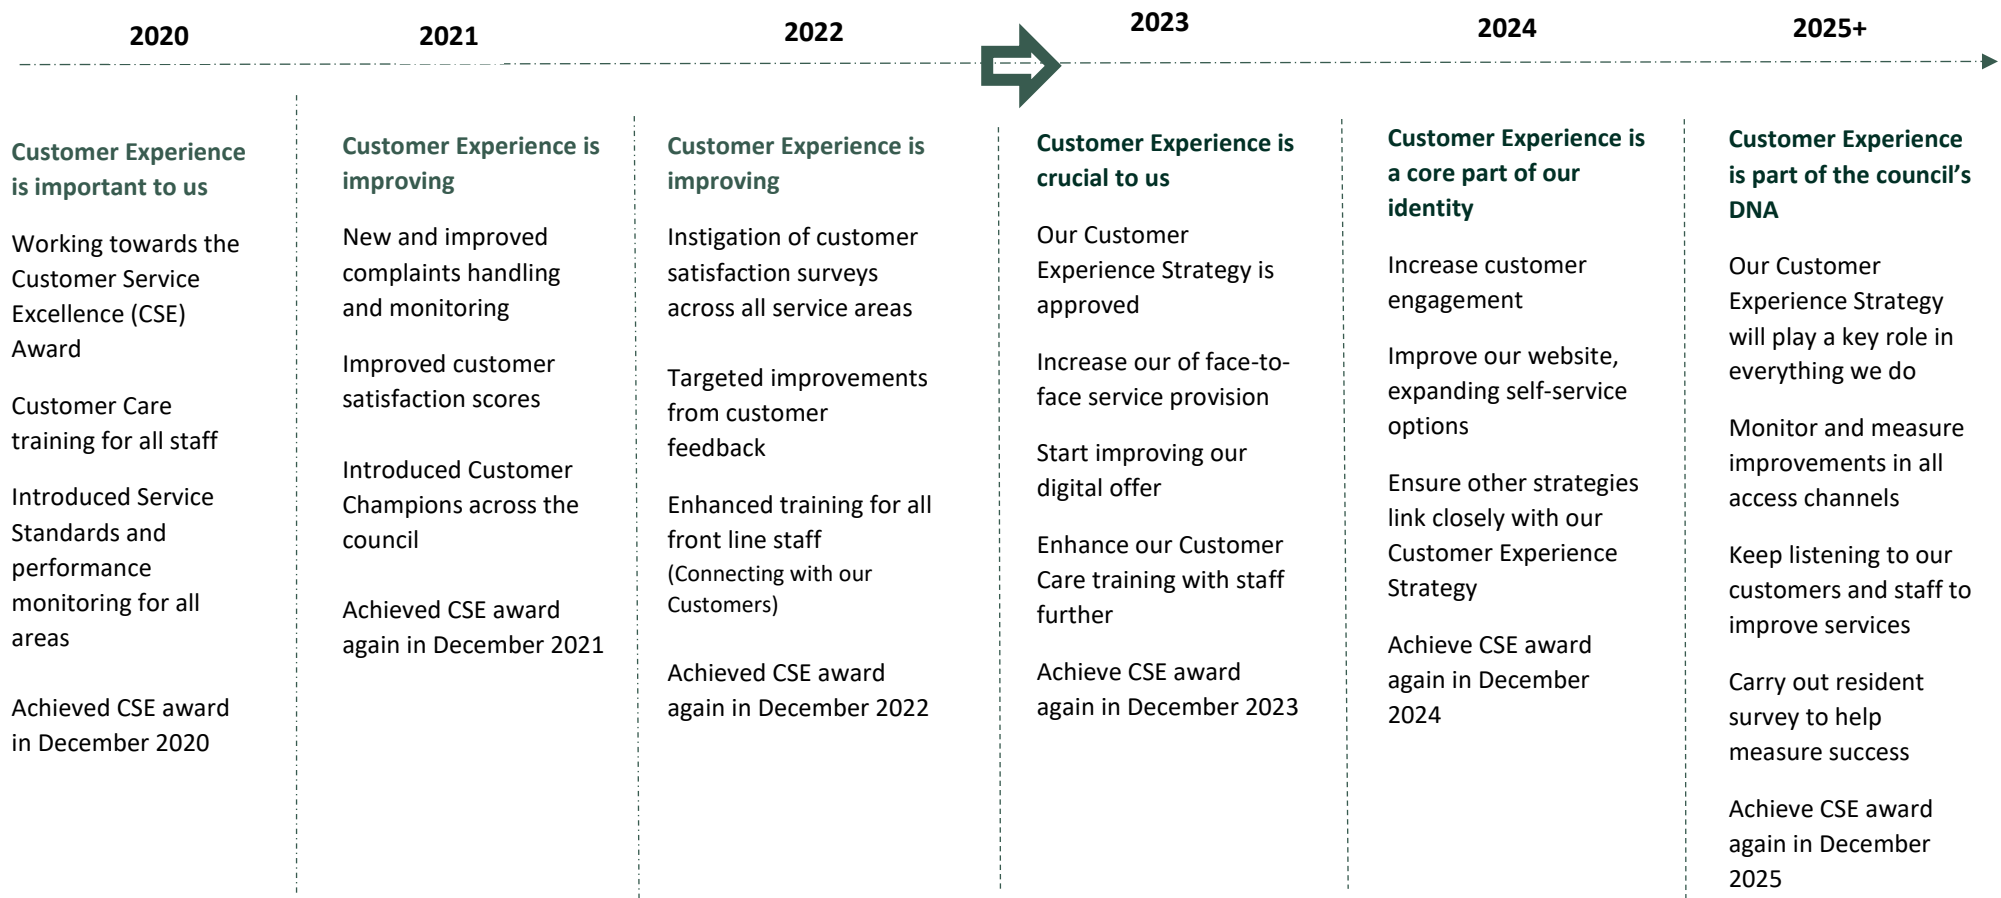 2020
2021
2022
2023
2024
2025+
Customer Experience
is important to us
Working towards the
Customer Service
Excellence (CSE)
Award
Customer Care
training for all staff
Introduced Service
Standards and
performance
monitoring for all
areas
Achieved CSE award
in December 2020
Customer Experience is
improving
New and improved
complaints handling
and monitoring
Improved customer
satisfaction scores
Introduced Customer
Champions across the
council
Achieved CSE award
again in December 2021
Customer Experience is
improving
Instigation of customer
satisfaction surveys
across all service areas
Targeted improvements
from customer
feedback
Enhanced training for all
front line staff
(Connecting with our
Customers)
Achieved CSE award
again in December 2022
Customer Experience is
crucial to us
Our Customer
Experience Strategy is
approved
Increase our of face-to-
face service provision
Start improving our
digital offer
Enhance our Customer
Care training with staff
further
Achieve CSE award
again in December 2023
Customer Experience is
a core part of our
identity
Increase customer
engagement
Improve our website,
expanding self-service
options
Ensure other strategies
link closely with our
Customer Experience
Strategy
Achieve CSE award
again in December
2024
Customer Experience
is part of the council’s
DNA
Our Customer
Experience Strategy
will play a key role in
everything we do
Monitor and measure
improvements in all
access channels
Keep listening to our
customers and staff to
improve services
Carry out resident
survey to help
measure success
Achieve CSE award
again in December
2025